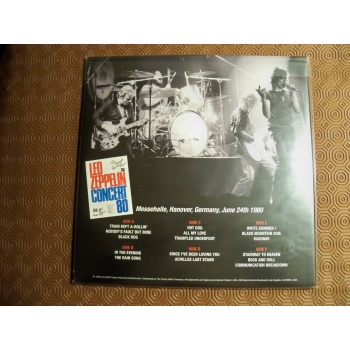 LED
ZEPPELIN
CONCERT
80
Messehalle, Hanover, Germany, June 24th 1980
SIDE A
TRAIN KEPT A-ROLLIN'
NOBODY'S FAULT BUT MINE
BLACK DOG
SIDE B
IN THE EVENING
THE RAIN SONG
SIDE C
HOT DOG
ALL MY LOVE
TRAMPLED UNDERFOOT
SIDE D
SINCE I'VE BEEN LOVING YOU
ACHILLES LAST STAND
SIDE E
WHITE SUMMER /
BLACK MOUNTAIN SIDE
KASHMIR
SIDE F
STAIRWAY TO HEAVEN
ROCK AND ROLL
COMMUNICATION BREAKDOWN